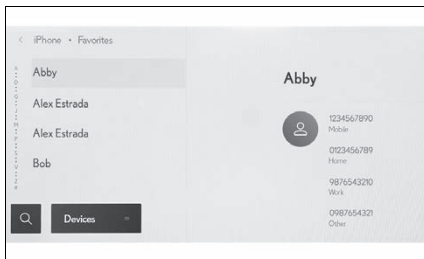 iPhone • Favorites
Abby
Alex Estrada
Alex Estrada
Bob
Devices
Abby
1234567890
Mobile
0123456789
Home
9876543210
Work
0987654321
Other